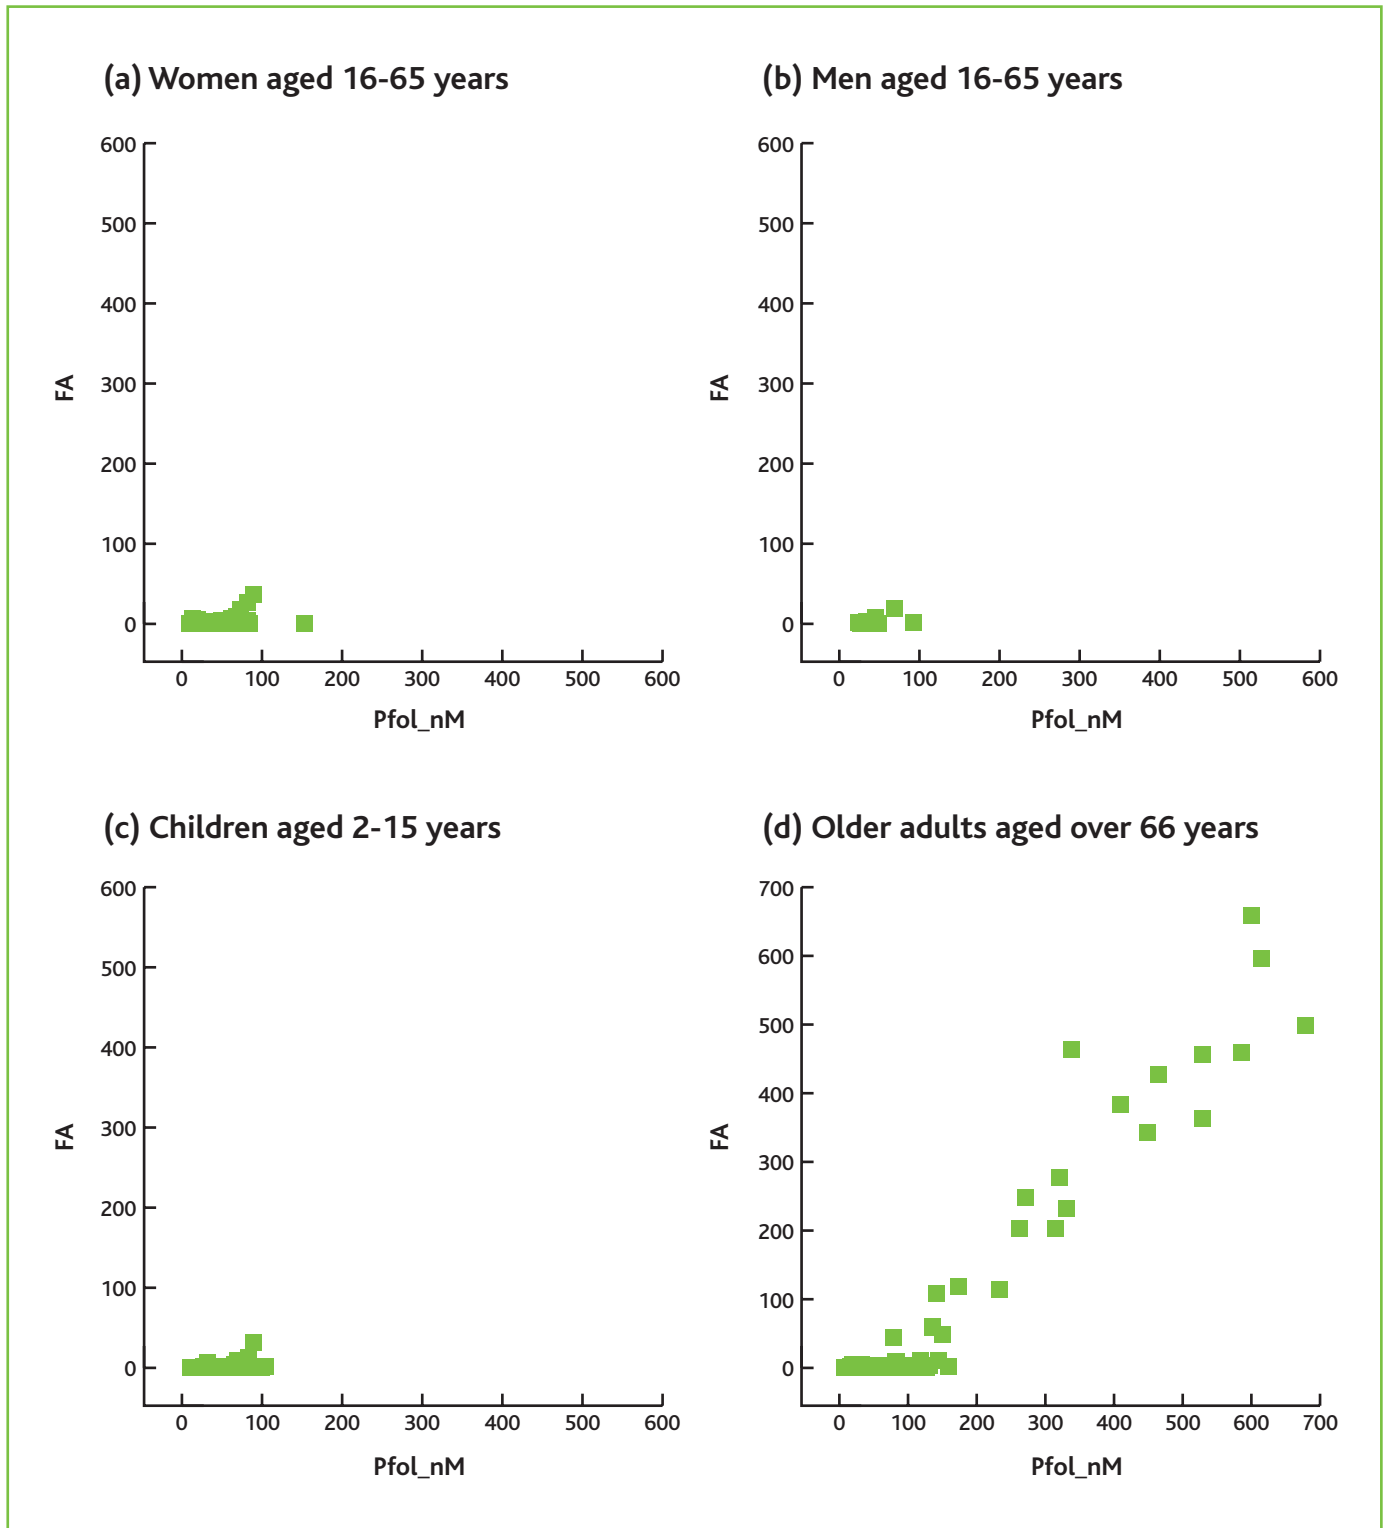 (a) Women aged 16-65 years
600
500
400
300
200
100
0
FA
0 100 200 300 400 500 600
Pfol_nM
(b) Men aged 16-65 years
600
500
400
300
200
100
0
FA
0 100 200 300 400 500 600
Pfol_nM
(c) Children aged 2-15 years
600
500
400
300
200
100
0
FA
0 100 200 300 400 500 600
Pfol_nM
(d) Older adults aged over 66 years
700
600
500
400
300
200
100
0
FA
0 100 200 300 400 500 600 700
Pfol_nM